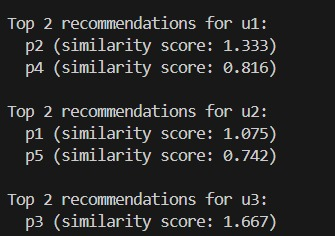 Top 2 recommendations for u1:
  p2 (similarity score: 1.333)
  p4 (similarity score: 0.816)

Top 2 recommendations for u2:
  p1 (similarity score: 1.075)
  p5 (similarity score: 0.742)

Top 2 recommendations for u3:
  p3 (similarity score: 1.667)